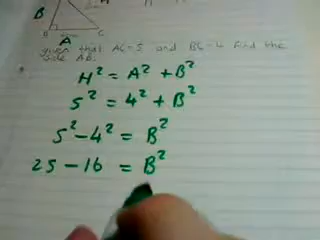 B
B C
A
given that AC = 5 and BC = 4 find the
side AB.
H² = A² + B²
5² = 4² + B²
5² - 4² = B²
25 - 16 = B²